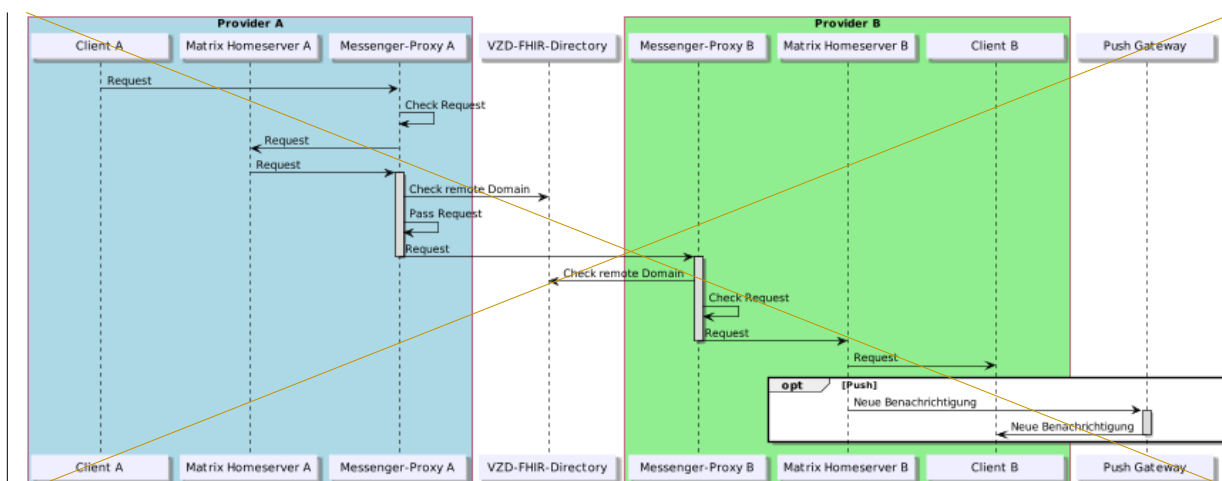 Provider A
Provider B
Client A
Matrix Homeserver A
Messenger-Proxy A
VZD-FHIR-Directory
Messenger-Proxy B
Matrix Homeserver B
Client B
Push Gateway
Request
Check Request
Request
Request
Check remote Domain
Pass Request
Request
Check remote Domain
Check Request
Request
Request
opt
[Push]
Neue Benachrichtigung
Neue Benachrichtigung
Client A
Matrix Homeserver A
Messenger-Proxy A
VZD-FHIR-Directory
Messenger-Proxy B
Matrix Homeserver B
Client B
Push Gateway